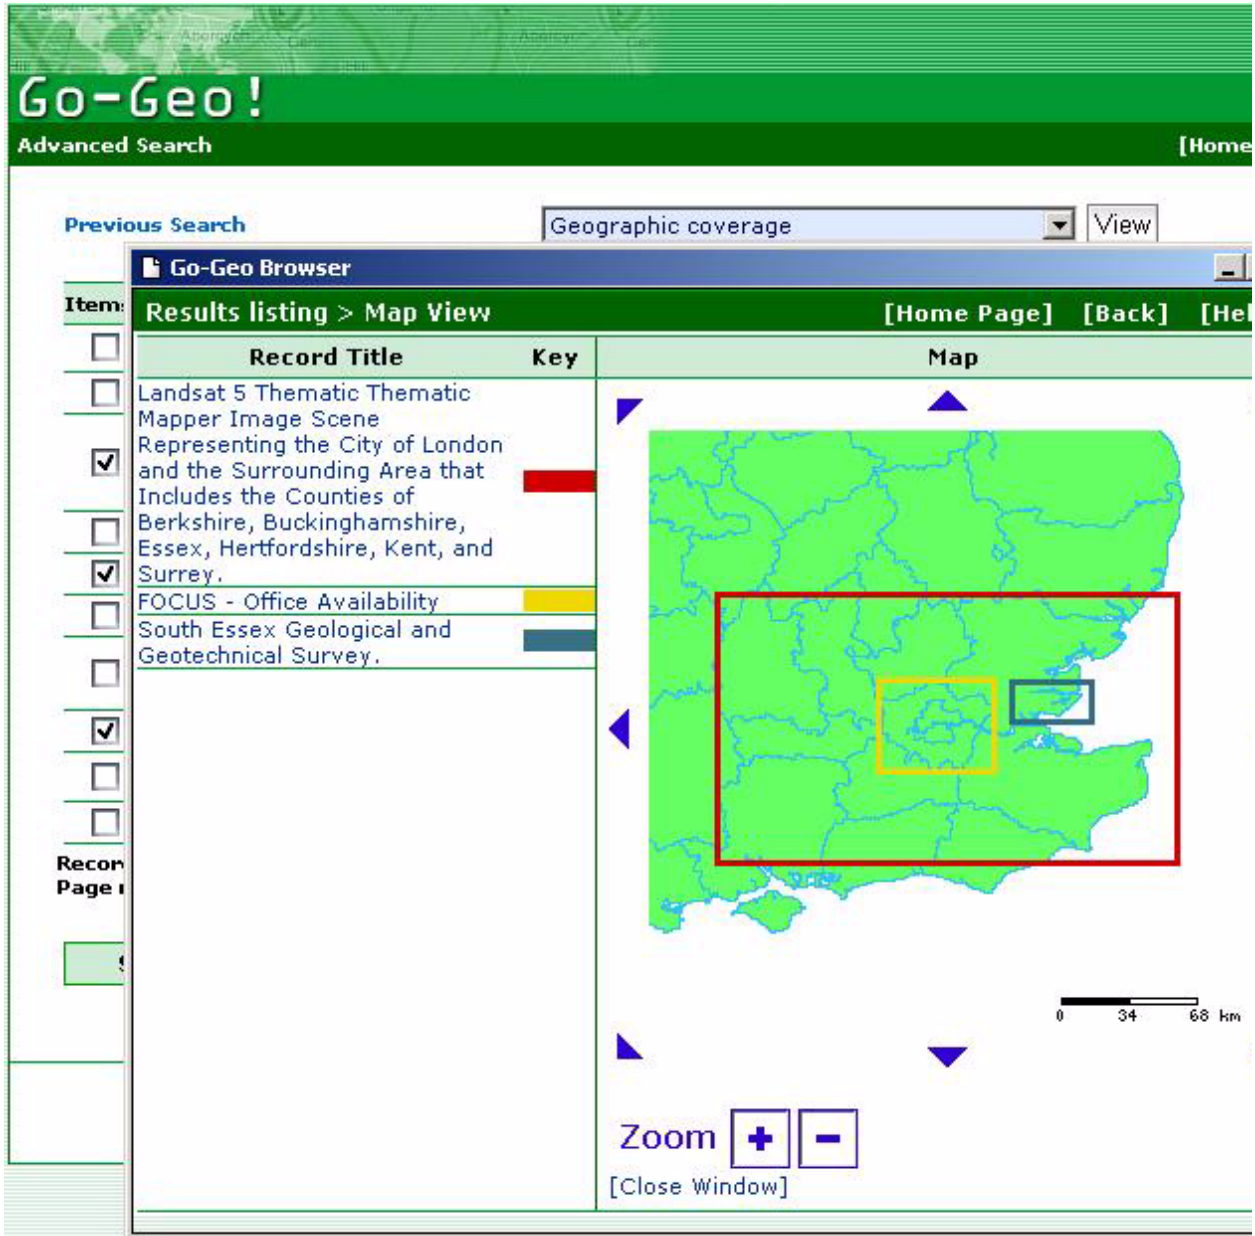 Go-Geo!
Advanced Search
[Home
Previous Search
Geographic coverage
View
Go-Geo Browser
Items
Results listing > Map View
[Home Page] [Back] [Hel
Record Title
Key
Map
Landsat 5 Thematic Thematic
Mapper Image Scene
Representing the City of London
and the Surrounding Area that
Includes the Counties of
Berkshire, Buckinghamshire,
Essex, Hertfordshire, Kent, and
Surrey.
FOCUS - Office Availability
South Essex Geological and
Geotechnical Survey.
Recor
Page
0 34 68 km
Zoom + -
[Close Window]